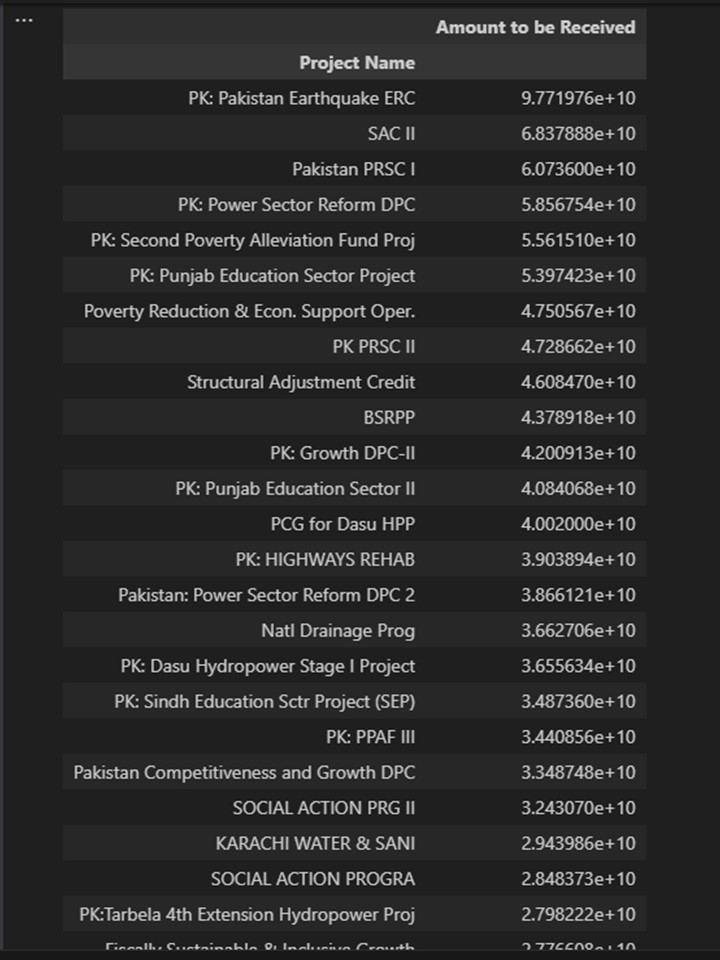 ...
Amount to be Received
Project Name
PK: Pakistan Earthquake ERC 9.771976e+10
SAC II 6.837888e+10
Pakistan PRSC I 6.073600e+10
PK: Power Sector Reform DPC 5.856754e+10
PK: Second Poverty Alleviation Fund Proj 5.561510e+10
PK: Punjab Education Sector Project 5.397423e+10
Poverty Reduction & Econ. Support Oper. 4.750567e+10
PK PRSC II 4.728662e+10
Structural Adjustment Credit 4.608470e+10
BSRPP 4.378918e+10
PK: Growth DPC-II 4.200913e+10
PK: Punjab Education Sector II 4.084068e+10
PCG for Dasu HPP 4.002000e+10
PK: HIGHWAYS REHAB 3.903894e+10
Pakistan: Power Sector Reform DPC 2 3.866121e+10
Natl Drainage Prog 3.662706e+10
PK: Dasu Hydropower Stage I Project 3.655634e+10
PK: Sindh Education Sctr Project (SEP) 3.487360e+10
PK: PPAF III 3.440856e+10
Pakistan Competitiveness and Growth DPC 3.348748e+10
SOCIAL ACTION PRG II 3.243070e+10
KARACHI WATER & SANI 2.943986e+10
SOCIAL ACTION PROGRA 2.848373e+10
PK:Tarbela 4th Extension Hydropower Proj 2.798222e+10
Fiscally Sustainable & Inclusive Growth 2.776608e+10